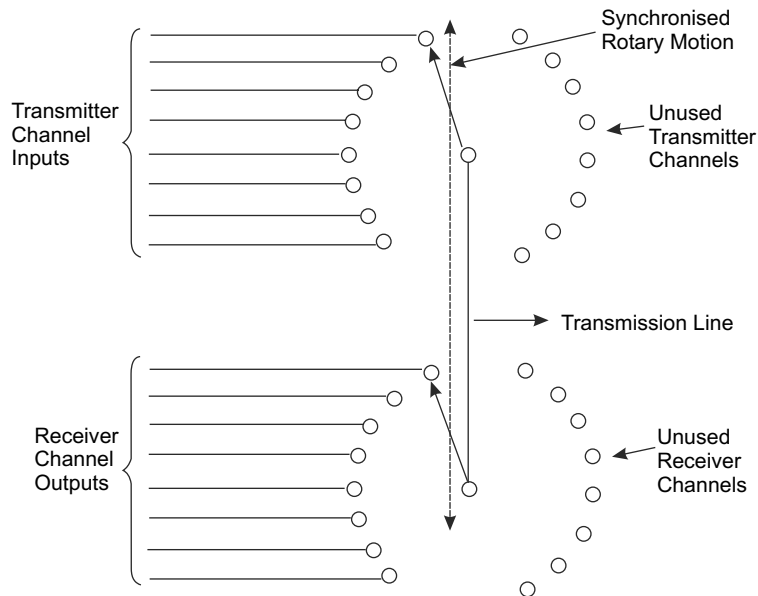 Synchronised
Rotary Motion
Transmitter
Channel
Inputs
Unused
Transmitter
Channels
Transmission Line
Receiver
Channel
Outputs
Unused
Receiver
Channels